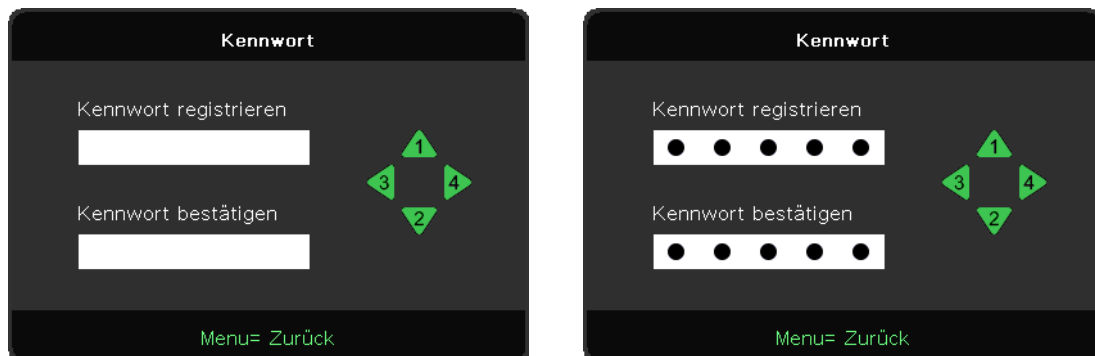 Kennwort
Kennwort registrieren
1
3 4
Kennwort bestätigen
2
Menu= Zurück
Kennwort
Kennwort registrieren
1
3 4
Kennwort bestätigen
2
Menu= Zurück